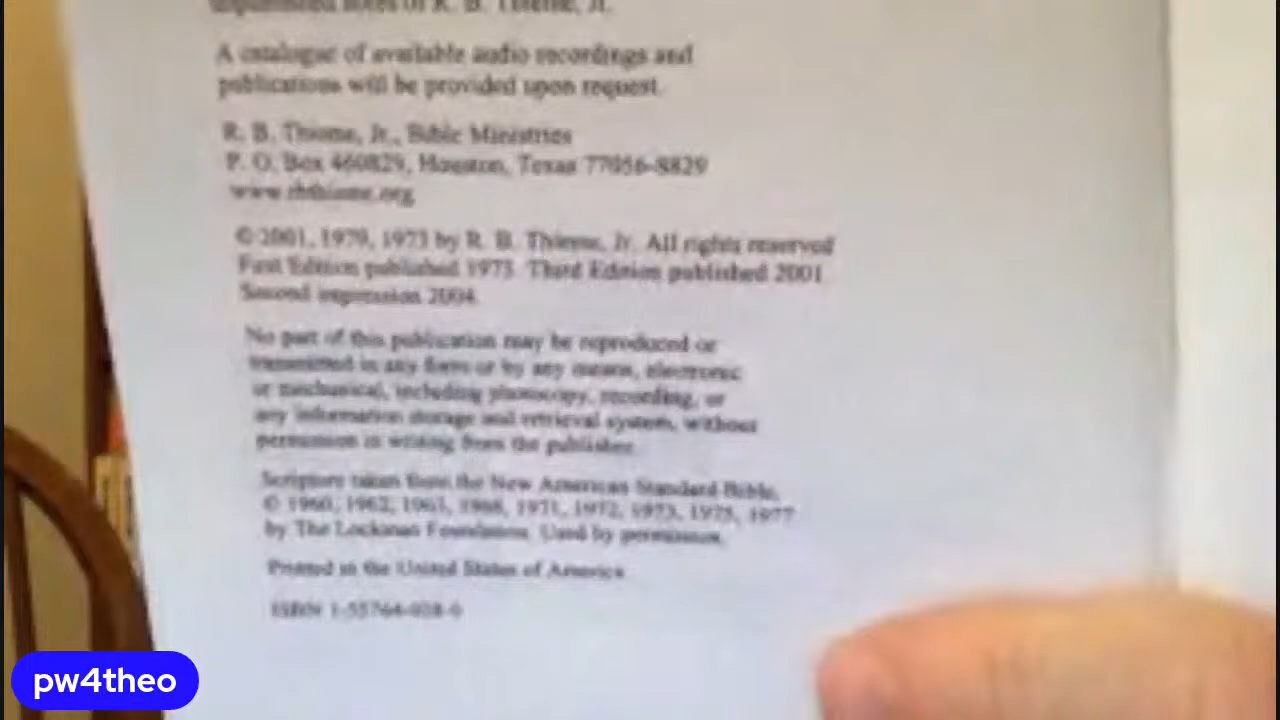 unpublished notes of R. B. Thieme, Jr.
A catalogue of available audio recordings and
publications will be provided upon request.
R. B. Thieme, Jr., Bible Ministries
P. O. Box 460829, Houston, Texas 77056-8829
www.rbthieme.org
© 2001, 1979, 1973 by R. B. Thieme, Jr. All rights reserved
First Edition published 1973. Third Edition published 2001.
Second impression 2004.
No part of this publication may be reproduced or
transmitted in any form or by any means, electronic
or mechanical, including photocopy, recording, or
any information storage and retrieval system, without
permission in writing from the publisher.
Scripture taken from the New American Standard Bible,
© 1960, 1962, 1963, 1968, 1971, 1972, 1973, 1975, 1977
by The Lockman Foundation. Used by permission.
Printed in the United States of America
ISBN
pw4theo